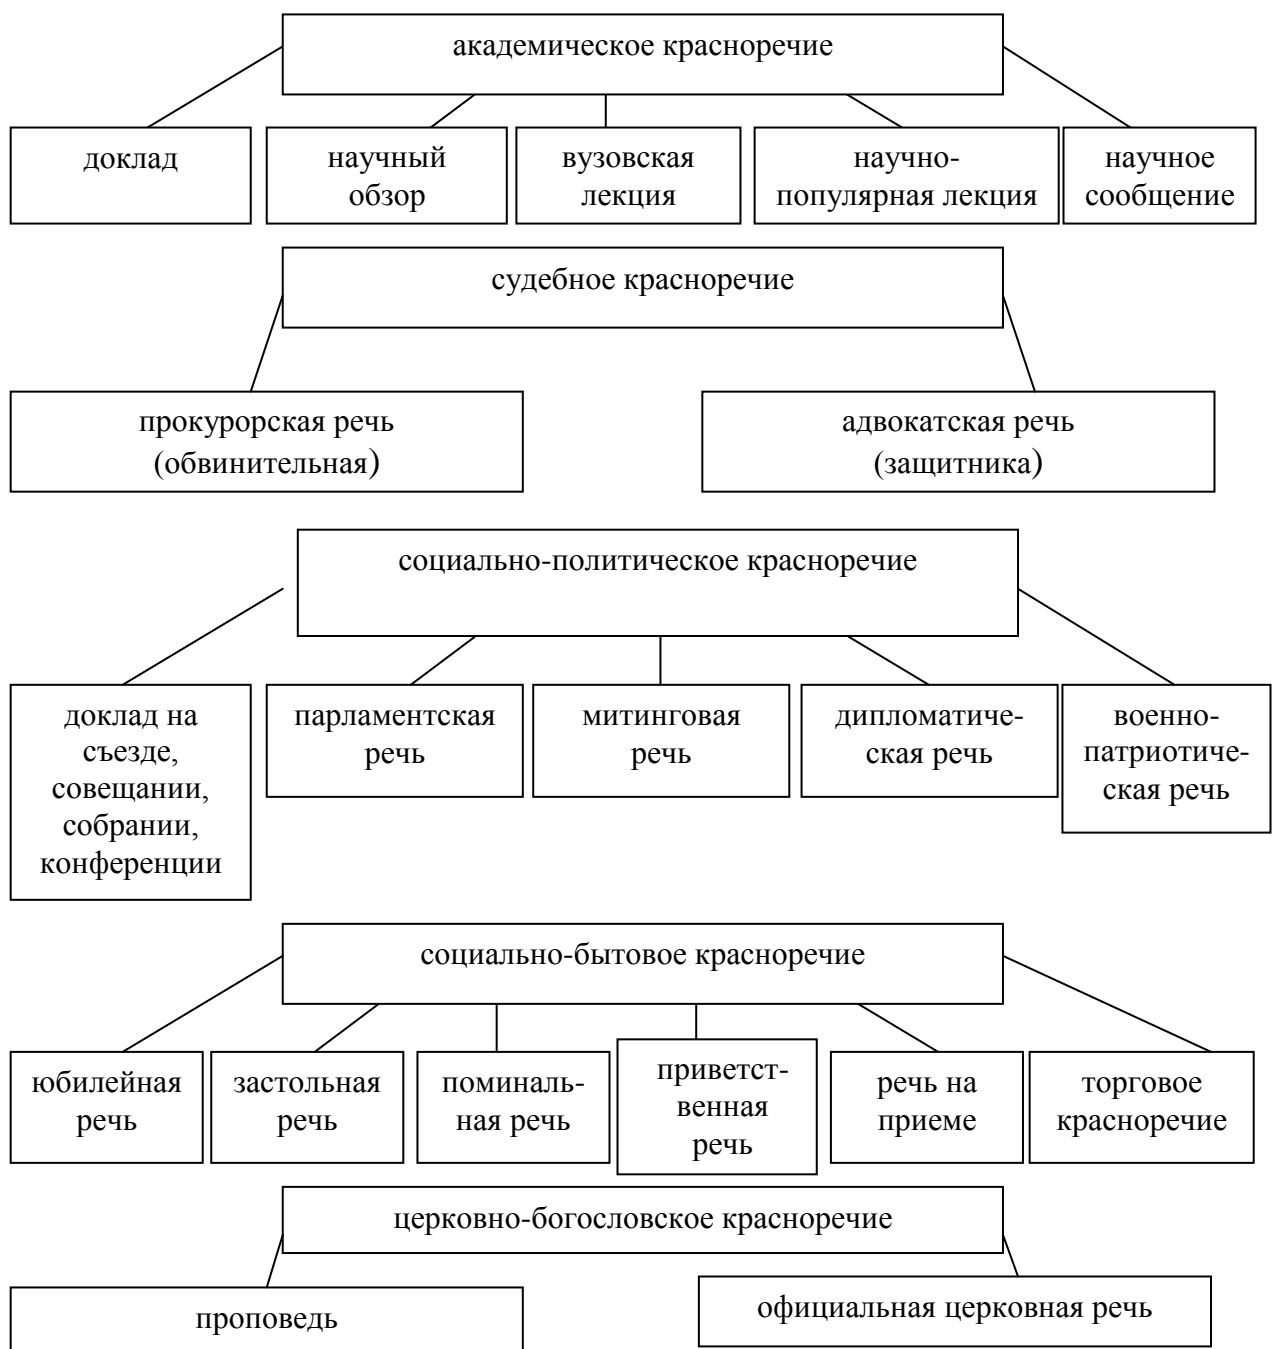 академическое красноречие
доклад
научный
обзор
вузовская
лекция
научно-
популярная лекция
научное
сообщение
судебное красноречие
прокурорская речь
(обвинительная)
адвокатская речь
(защитника)
социально-политическое красноречие
доклад на
съезде,
совещании,
собрании,
конференции
парламентская
речь
митинговая
речь
дипломатиче-
ская речь
военно-
патриотиче-
ская речь
социально-бытовое красноречие
юбилейная
речь
застольная
речь
поминаль-
ная речь
приветст-
венная
речь
речь на
приеме
торговое
красноречие
церковно-богословское красноречие
проповедь
официальная церковная речь